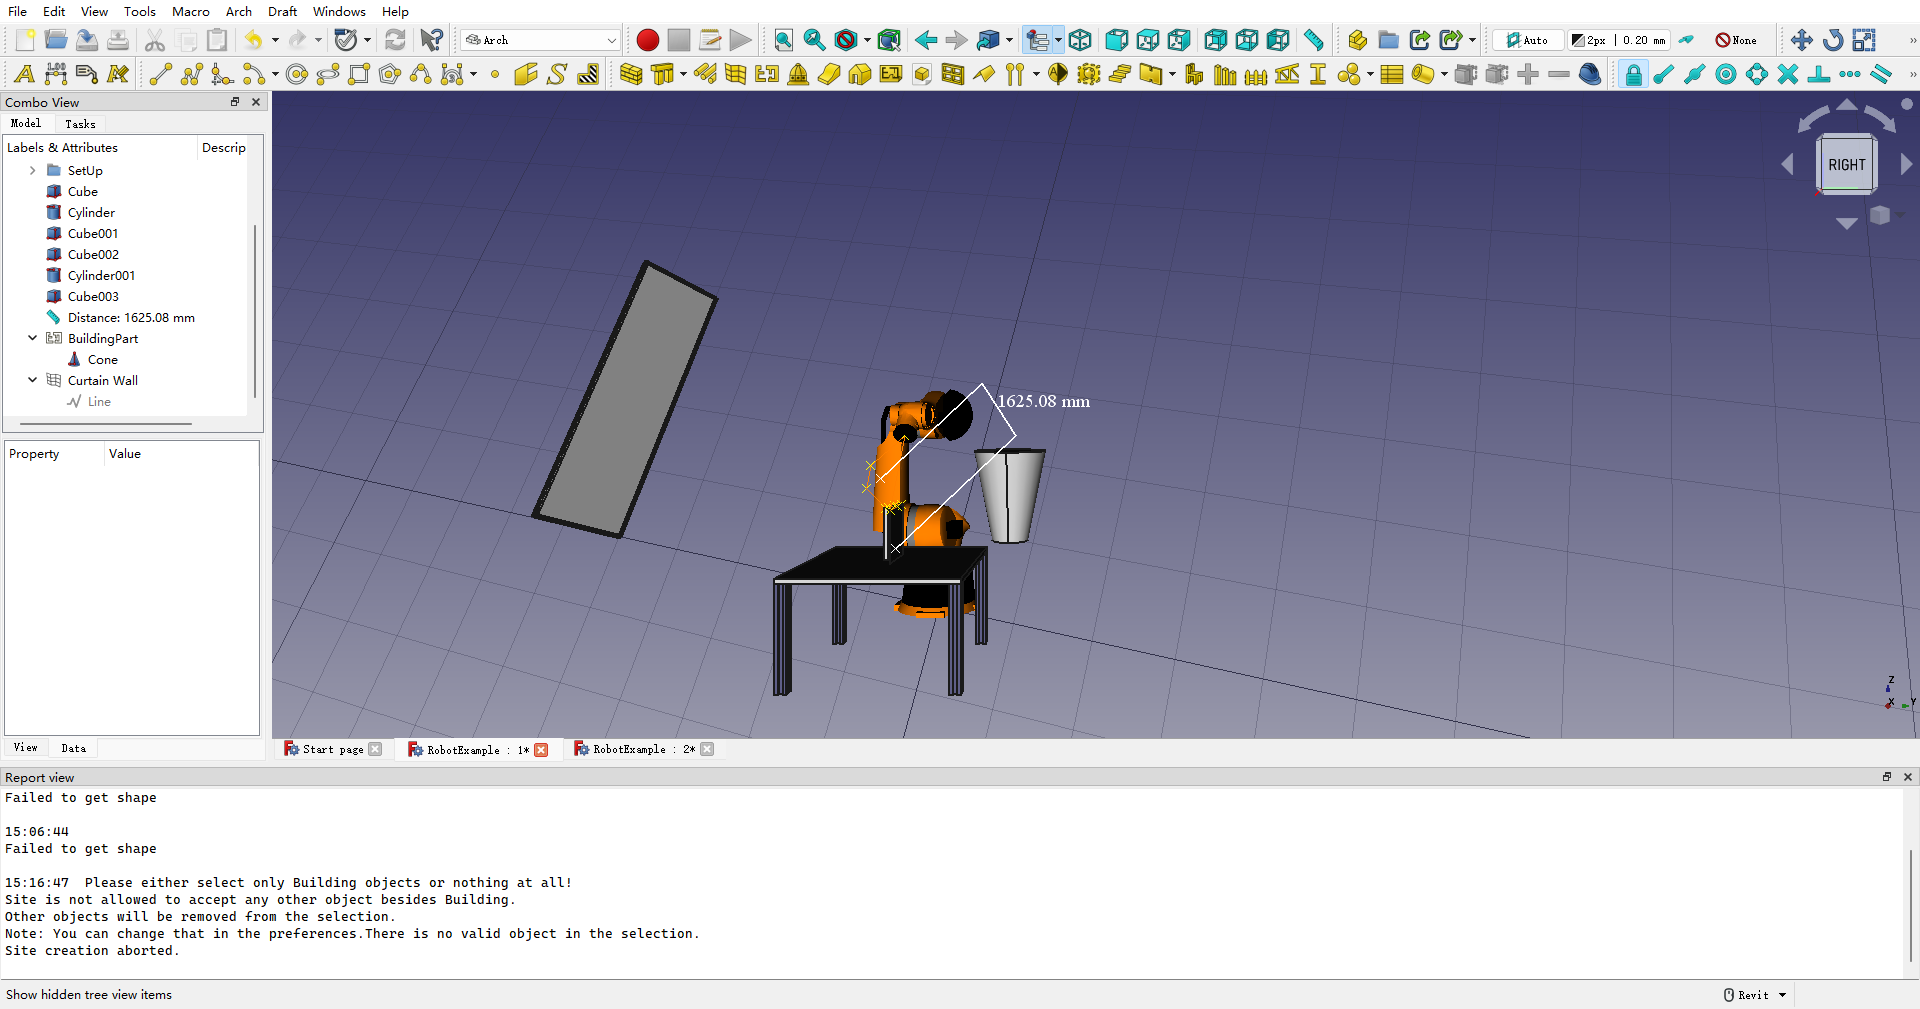 File Edit View Tools Macro Arch Draft Windows Help
Arch
Auto
2px | 0.20 mm
None
Combo View
Model Tasks
Labels & Attributes Descrip
SetUp
Cube
Cylinder
Cube001
Cube002
Cylinder001
Cube003
Distance: 1625.08 mm
BuildingPart
Cone
Curtain Wall
Line
Property Value
View Data
1625.08 mm
RIGHT
Z
X
Y
Start page
RobotExample : 1*
RobotExample : 2*
Report view
Failed to get shape
15:06:44
Failed to get shape
15:16:47  Please either select only Building objects or nothing at all!
Site is not allowed to accept any other object besides Building.
Other objects will be removed from the selection.
Note: You can change that in the preferences.There is no valid object in the selection.
Site creation aborted.
Show hidden tree view items
Revit